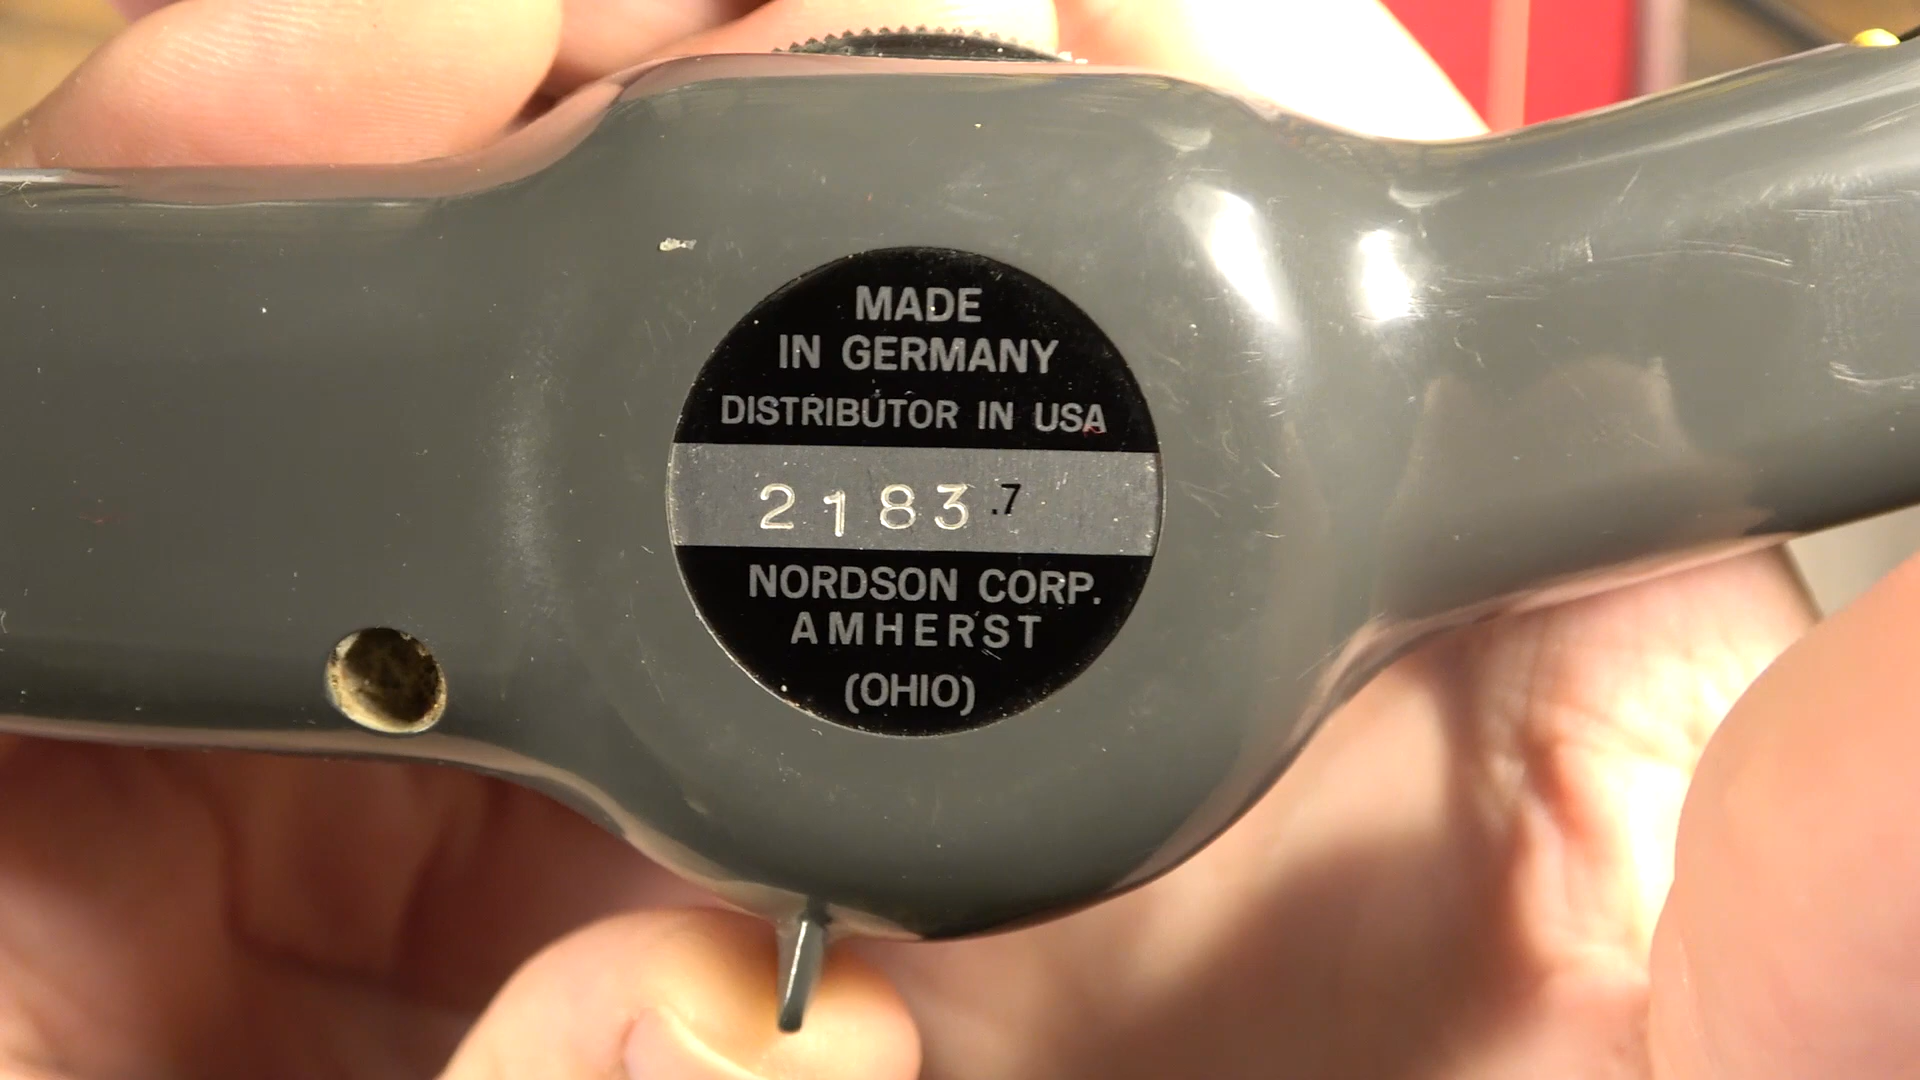 MADE
IN GERMANY
DISTRIBUTOR IN USA
2183.7
NORDSON CORP.
AMHERST
(OHIO)